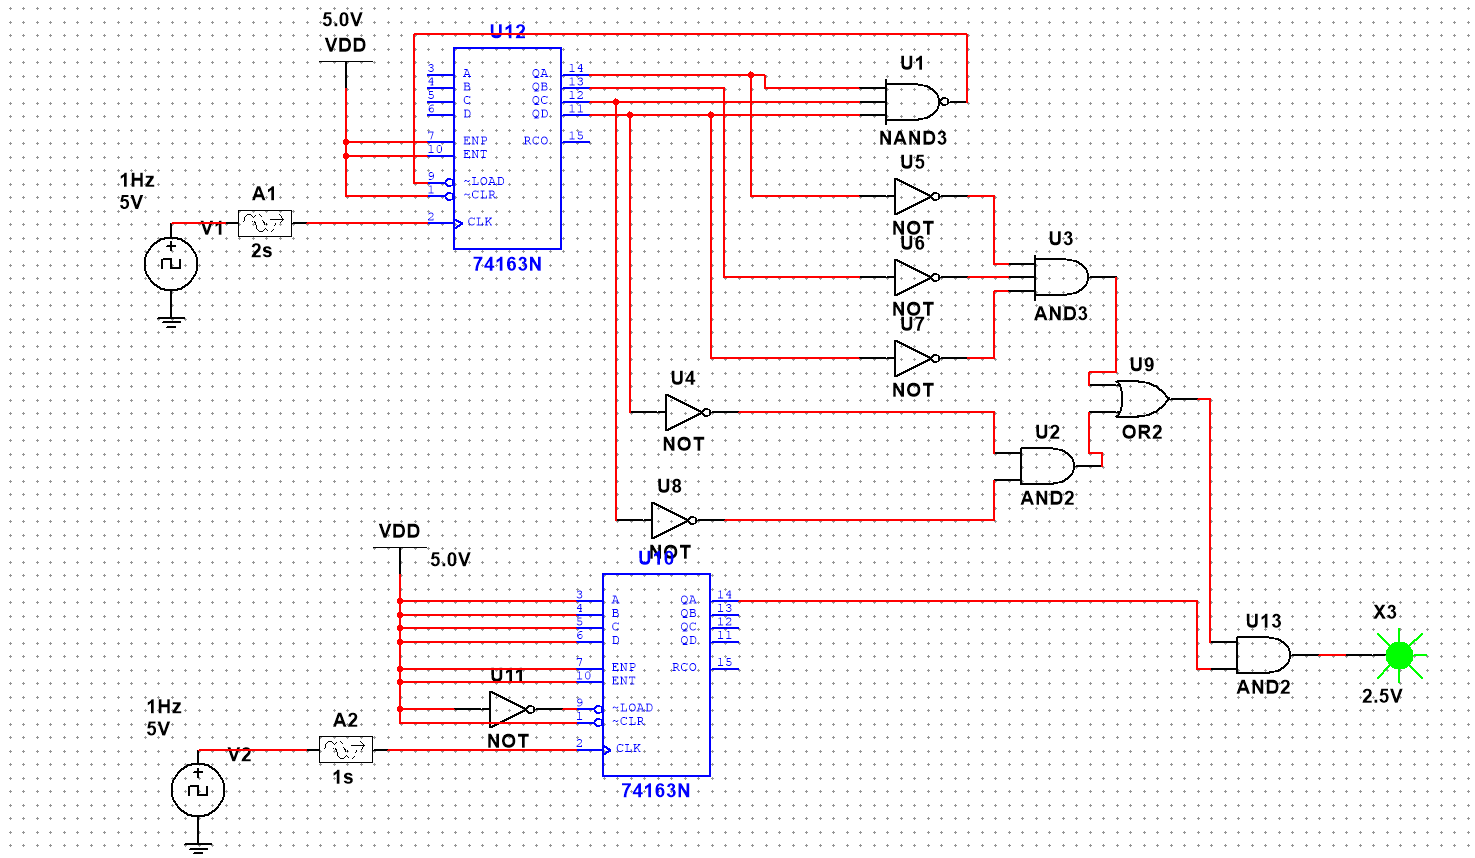 5.0V
VDD
U12
3 A QA 14
4 B QB 13
5 C QC 12
6 D QD 11
7 ENP RCO 15
10 ENT
9 ~LOAD
1 ~CLR
2 CLK
74163N
1Hz
5V
V1
A1
2s
U1
NAND3
U5
NOT
U6
NOT
U7
NOT
U3
AND3
U4
NOT
U9
OR2
U2
AND2
U8
NOT
VDD
5.0V
3 A QA 14
4 B QB 13
5 C QC 12
6 D QD 11
7 ENP RCO 15
10 ENT
U11
9 ~LOAD
1 ~CLR
NOT
2 CLK
74163N
1Hz
5V
V2
A2
1s
U13
AND2
X3
2.5V